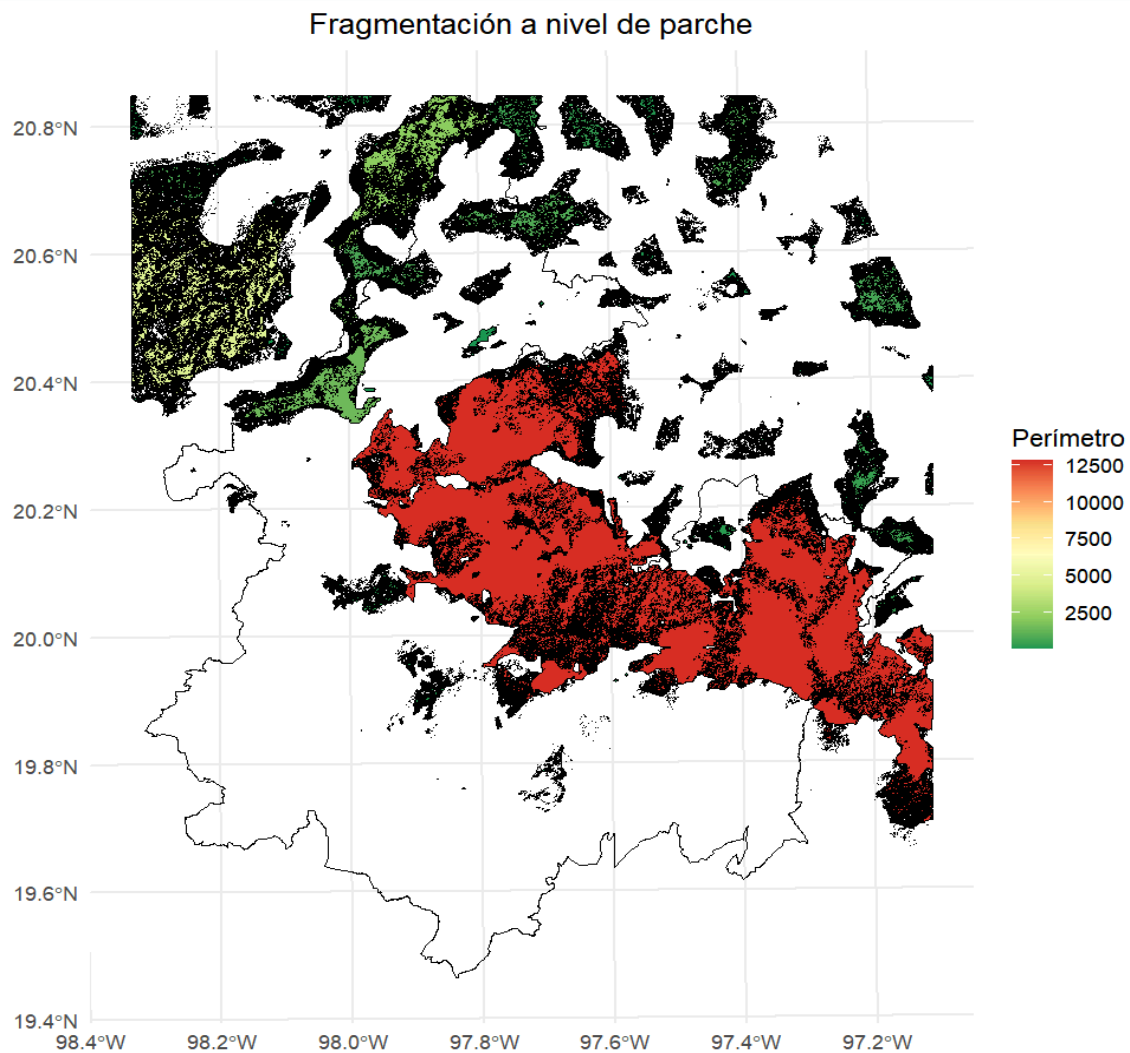 Fragmentación a nivel de parche
20.8°N
20.6°N
20.4°N
20.2°N
20.0°N
19.8°N
19.6°N
19.4°N
98.4°W 98.2°W 98.0°W 97.8°W 97.6°W 97.4°W 97.2°W
Perímetro
12500
10000
7500
5000
2500